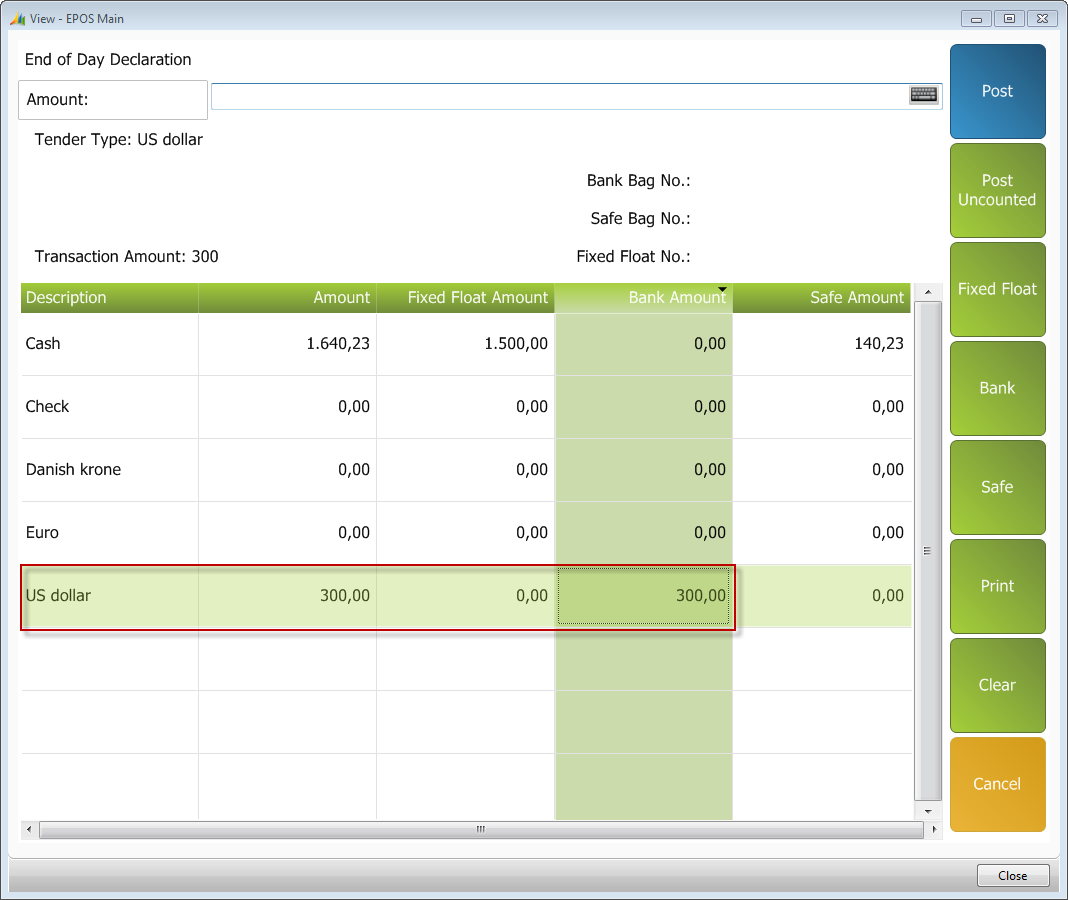 View - EPOS Main
End of Day Declaration
Amount:
Tender Type: US dollar
Bank Bag No.:
Safe Bag No.:
Transaction Amount: 300 Fixed Float No.:
Description Amount Fixed Float Amount Bank Amount Safe Amount
Cash 1.640,23 1.500,00 0,00 140,23
Check 0,00 0,00 0,00 0,00
Danish krone 0,00 0,00 0,00 0,00
Euro 0,00 0,00 0,00 0,00
US dollar 300,00 0,00 300,00 0,00
Post
Post
Uncounted
Fixed Float
Bank
Safe
Print
Clear
Cancel
Close